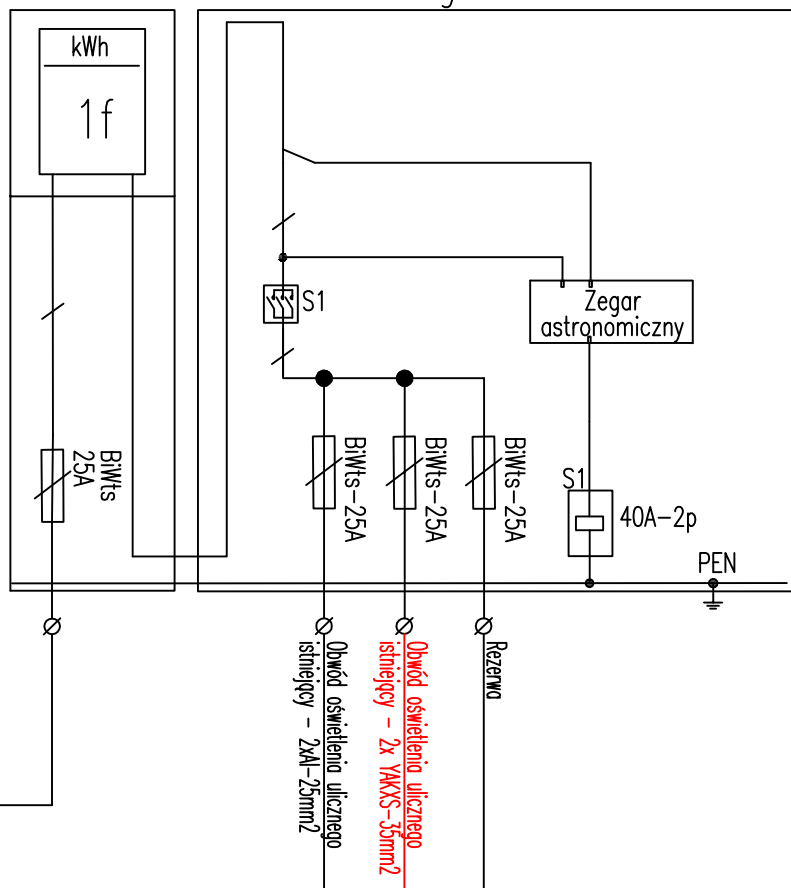 kWh
1f
S1
Zegar
astronomiczny
BiWts
25A
BiWts-25A
BiWts-25A
BiWts-25A
S1
40A-2p
PEN
Obwód oświetlenia ulicznego
istniejący - 2xAl-25mm2
Obwód oświetlenia ulicznego
istniejący - 2x YAKXS-35mm2
Rezerwa